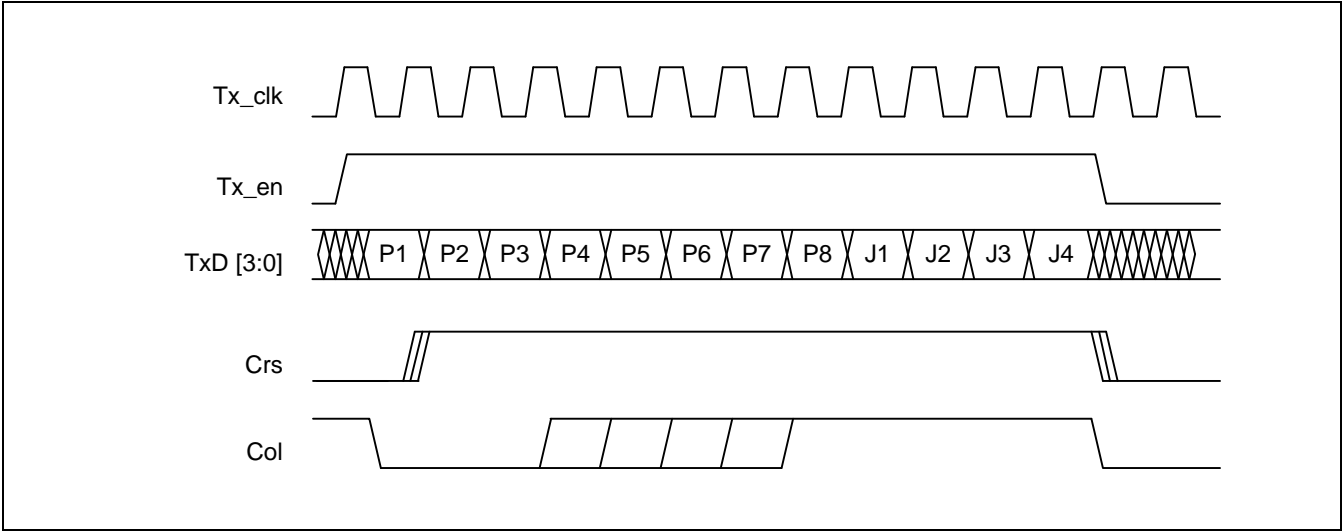 Tx_clk
Tx_en
TxD [3:0] P1 P2 P3 P4 P5 P6 P7 P8 J1 J2 J3 J4
Crs
Col